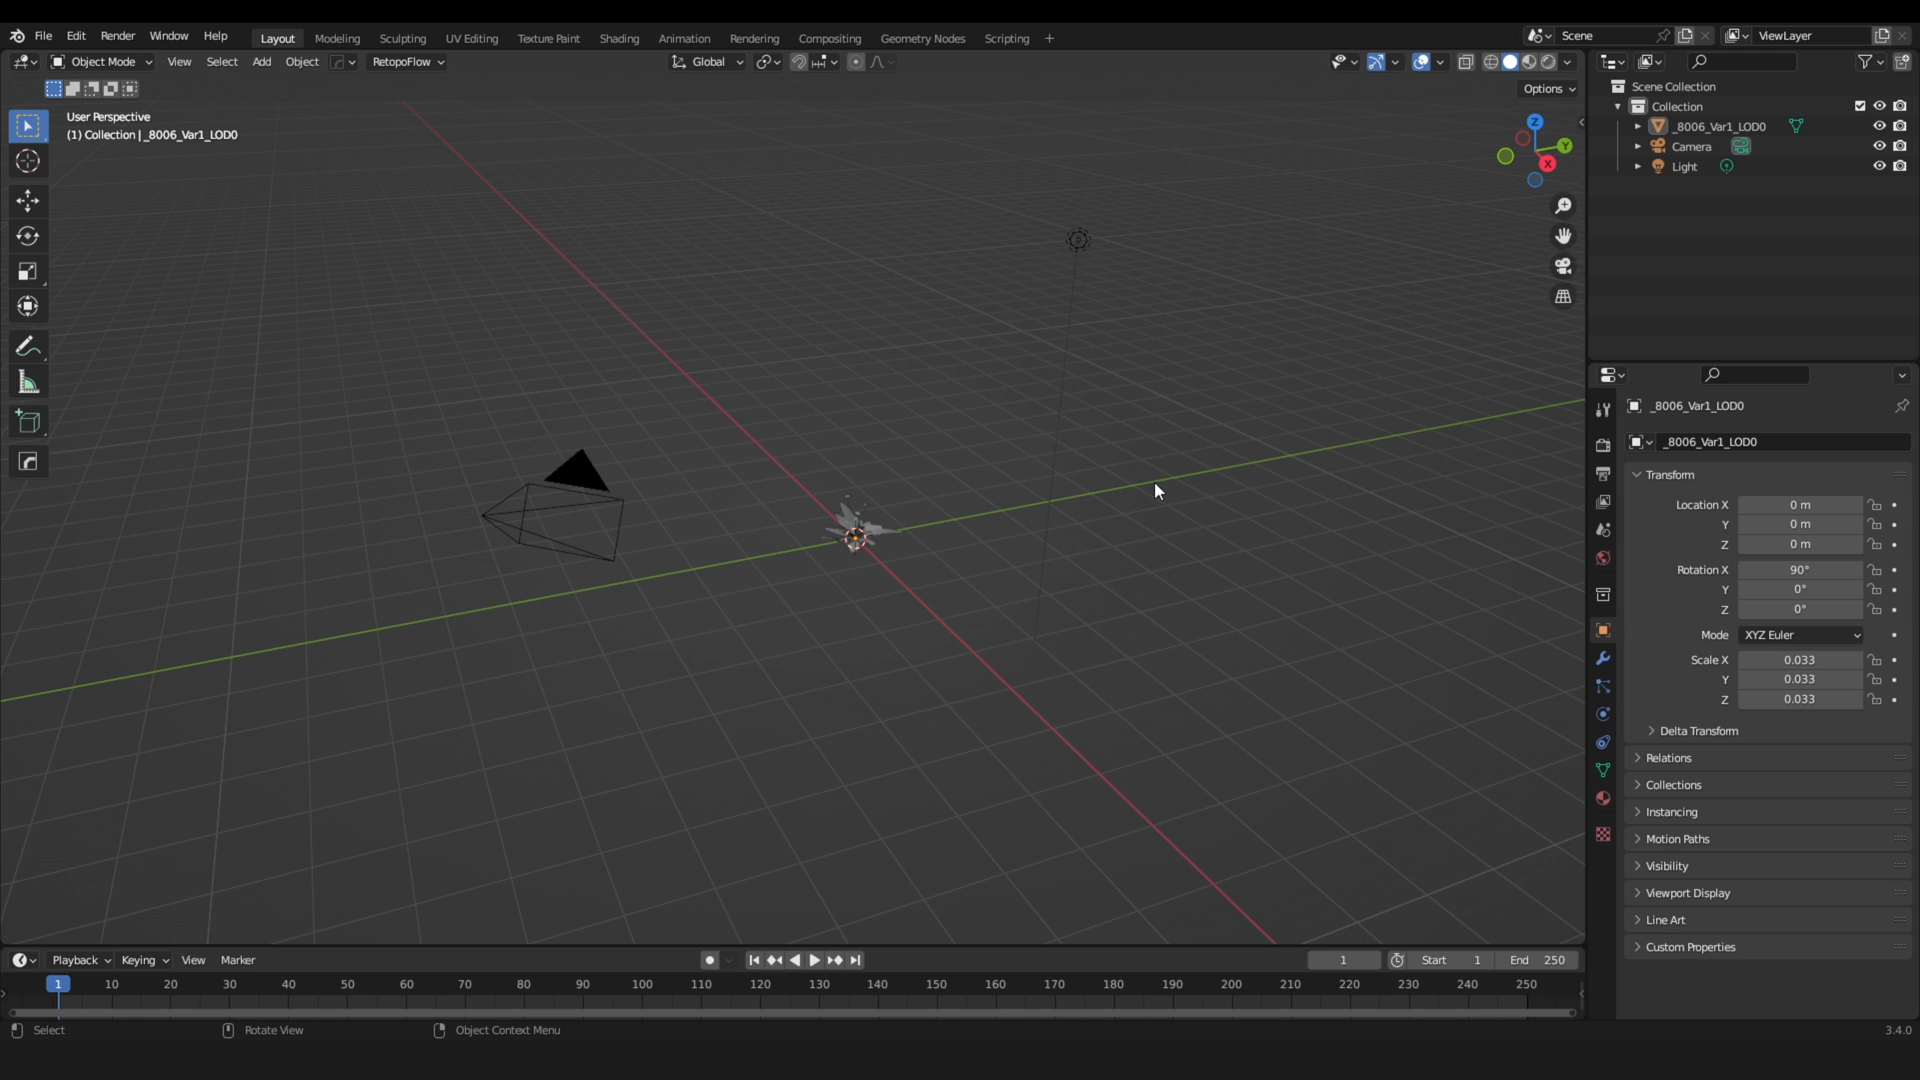 File Edit Render Window Help Layout Modeling Sculpting UV Editing Texture Paint Shading Animation Rendering Compositing Geometry Nodes Scripting + Scene ViewLayer
Object Mode View Select Add Object RetopoFlow Global
Options
User Perspective
(1) Collection | _8006_Var1_LOD0
Z
Y
X
Scene Collection
Collection
_8006_Var1_LOD0
Camera
Light
_8006_Var1_LOD0
_8006_Var1_LOD0
Transform
Location X 0 m
Y 0 m
Z 0 m
Rotation X 90°
Y 0°
Z 0°
Mode XYZ Euler
Scale X 0.033
Y 0.033
Z 0.033
Delta Transform
Relations
Collections
Instancing
Motion Paths
Visibility
Viewport Display
Line Art
Custom Properties
Playback Keying View Marker 1 Start 1 End 250
1 10 20 30 40 50 60 70 80 90 100 110 120 130 140 150 160 170 180 190 200 210 220 230 240 250
Select Rotate View Object Context Menu 3.4.0